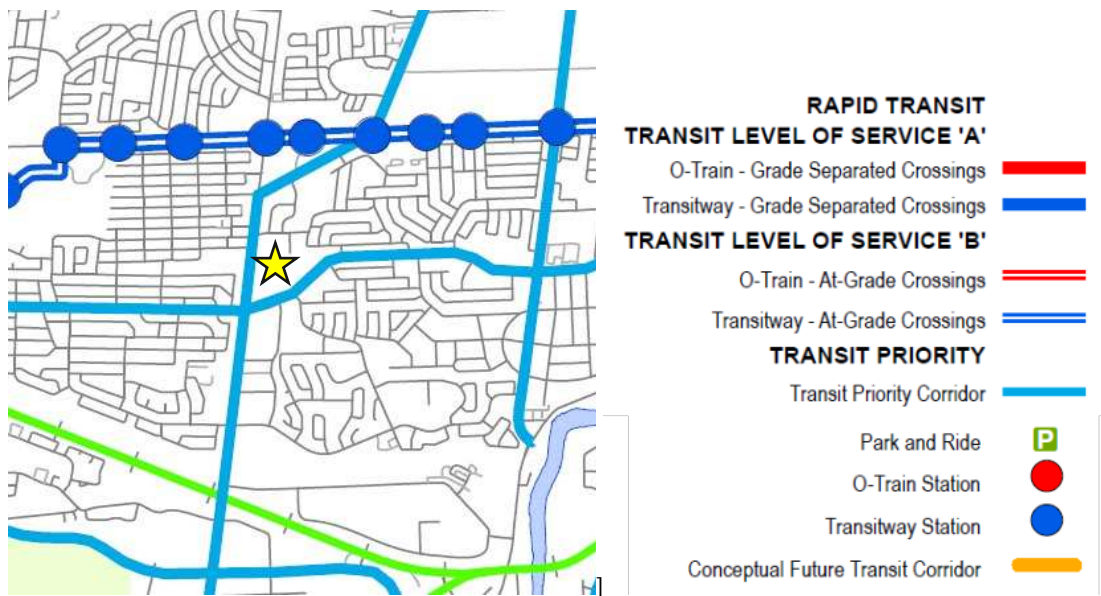 RAPID TRANSIT
TRANSIT LEVEL OF SERVICE 'A'
O-Train - Grade Separated Crossings
Transitway - Grade Separated Crossings
TRANSIT LEVEL OF SERVICE 'B'
O-Train - At-Grade Crossings
Transitway - At-Grade Crossings
TRANSIT PRIORITY
Transit Priority Corridor
Park and Ride P
O-Train Station
Transitway Station
Conceptual Future Transit Corridor